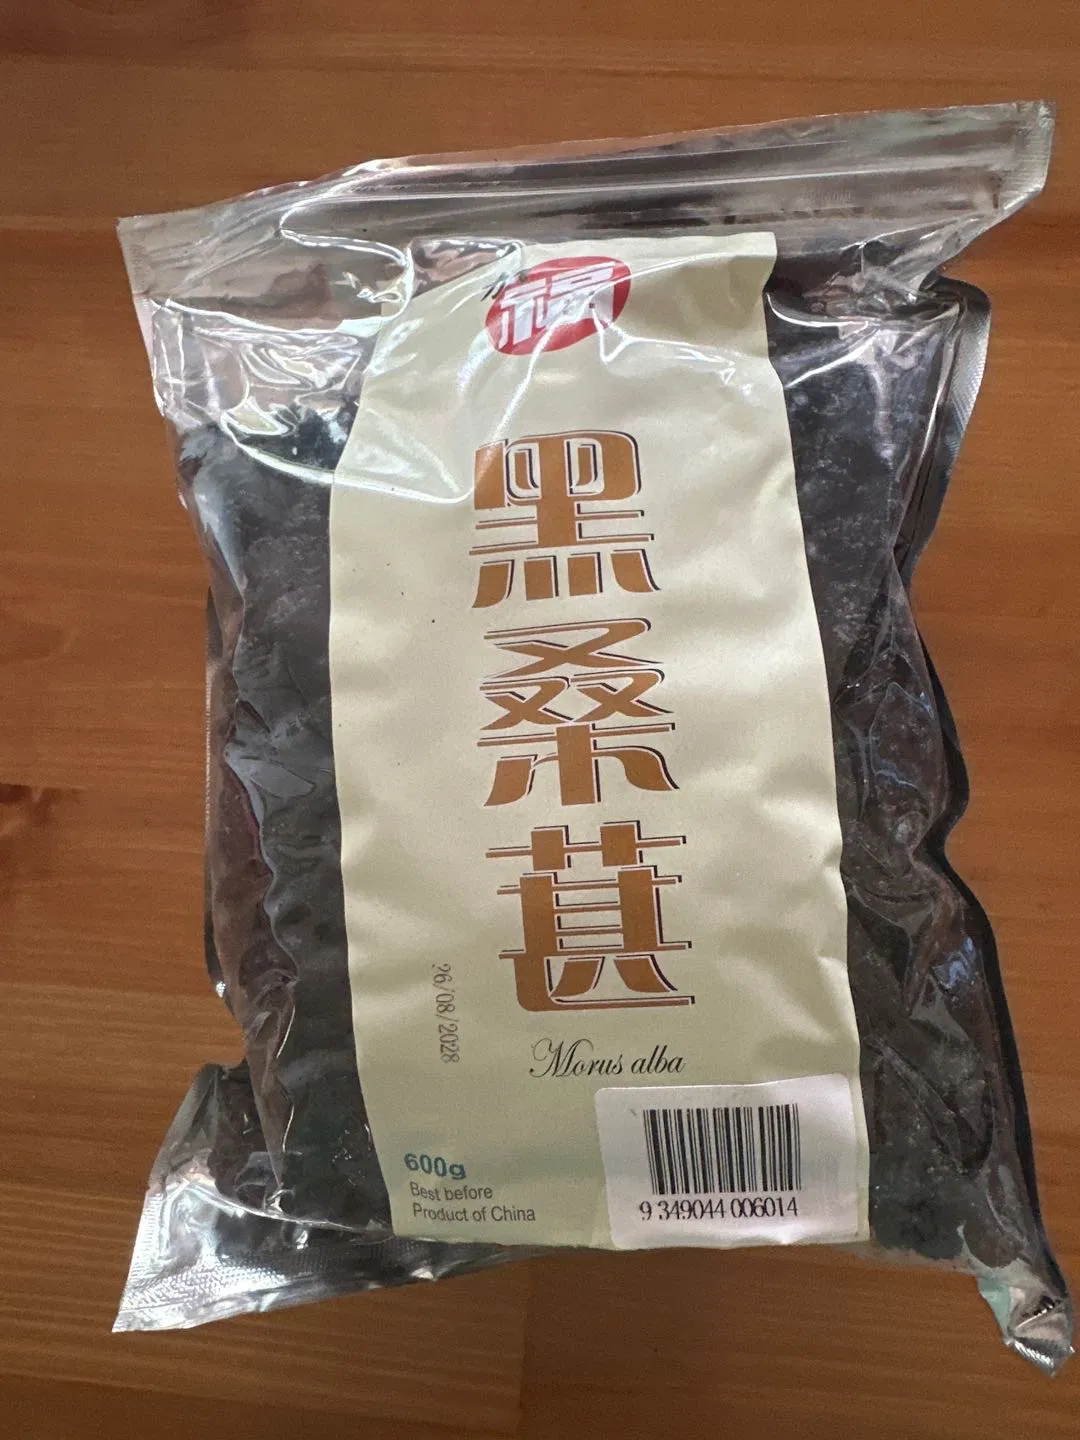 福
黑桑葚
26/08/2028
Morus alba
600g
Best before
Product of China
9 349044 006014